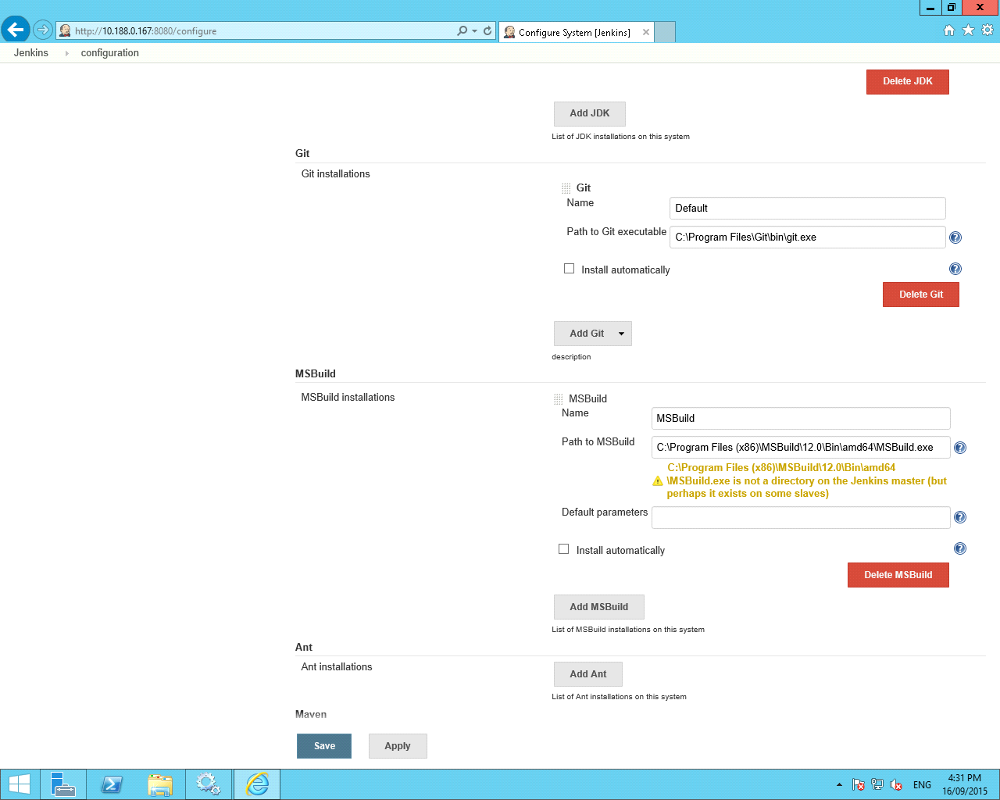 http://10.188.0.167:8080/configure
Configure System [Jenkins]
Jenkins
configuration
Delete JDK
Add JDK
List of JDK installations on this system
Git
Git installations
Git
Name
Default
Path to Git executable
C:\Program Files\Git\bin\git.exe
Install automatically
Delete Git
Add Git
description
MSBuild
MSBuild installations
MSBuild
Name
MSBuild
Path to MSBuild
C:\Program Files (x86)\MSBuild\12.0\Bin\amd64\MSBuild.exe
C:\Program Files (x86)\MSBuild\12.0\Bin\amd64
\MSBuild.exe is not a directory on the Jenkins master (but
perhaps it exists on some slaves)
Default parameters
Install automatically
Delete MSBuild
Add MSBuild
List of MSBuild installations on this system
Ant
Ant installations
Add Ant
List of Ant installations on this system
Maven
Save
Apply
ENG
4:31 PM
16/09/2015